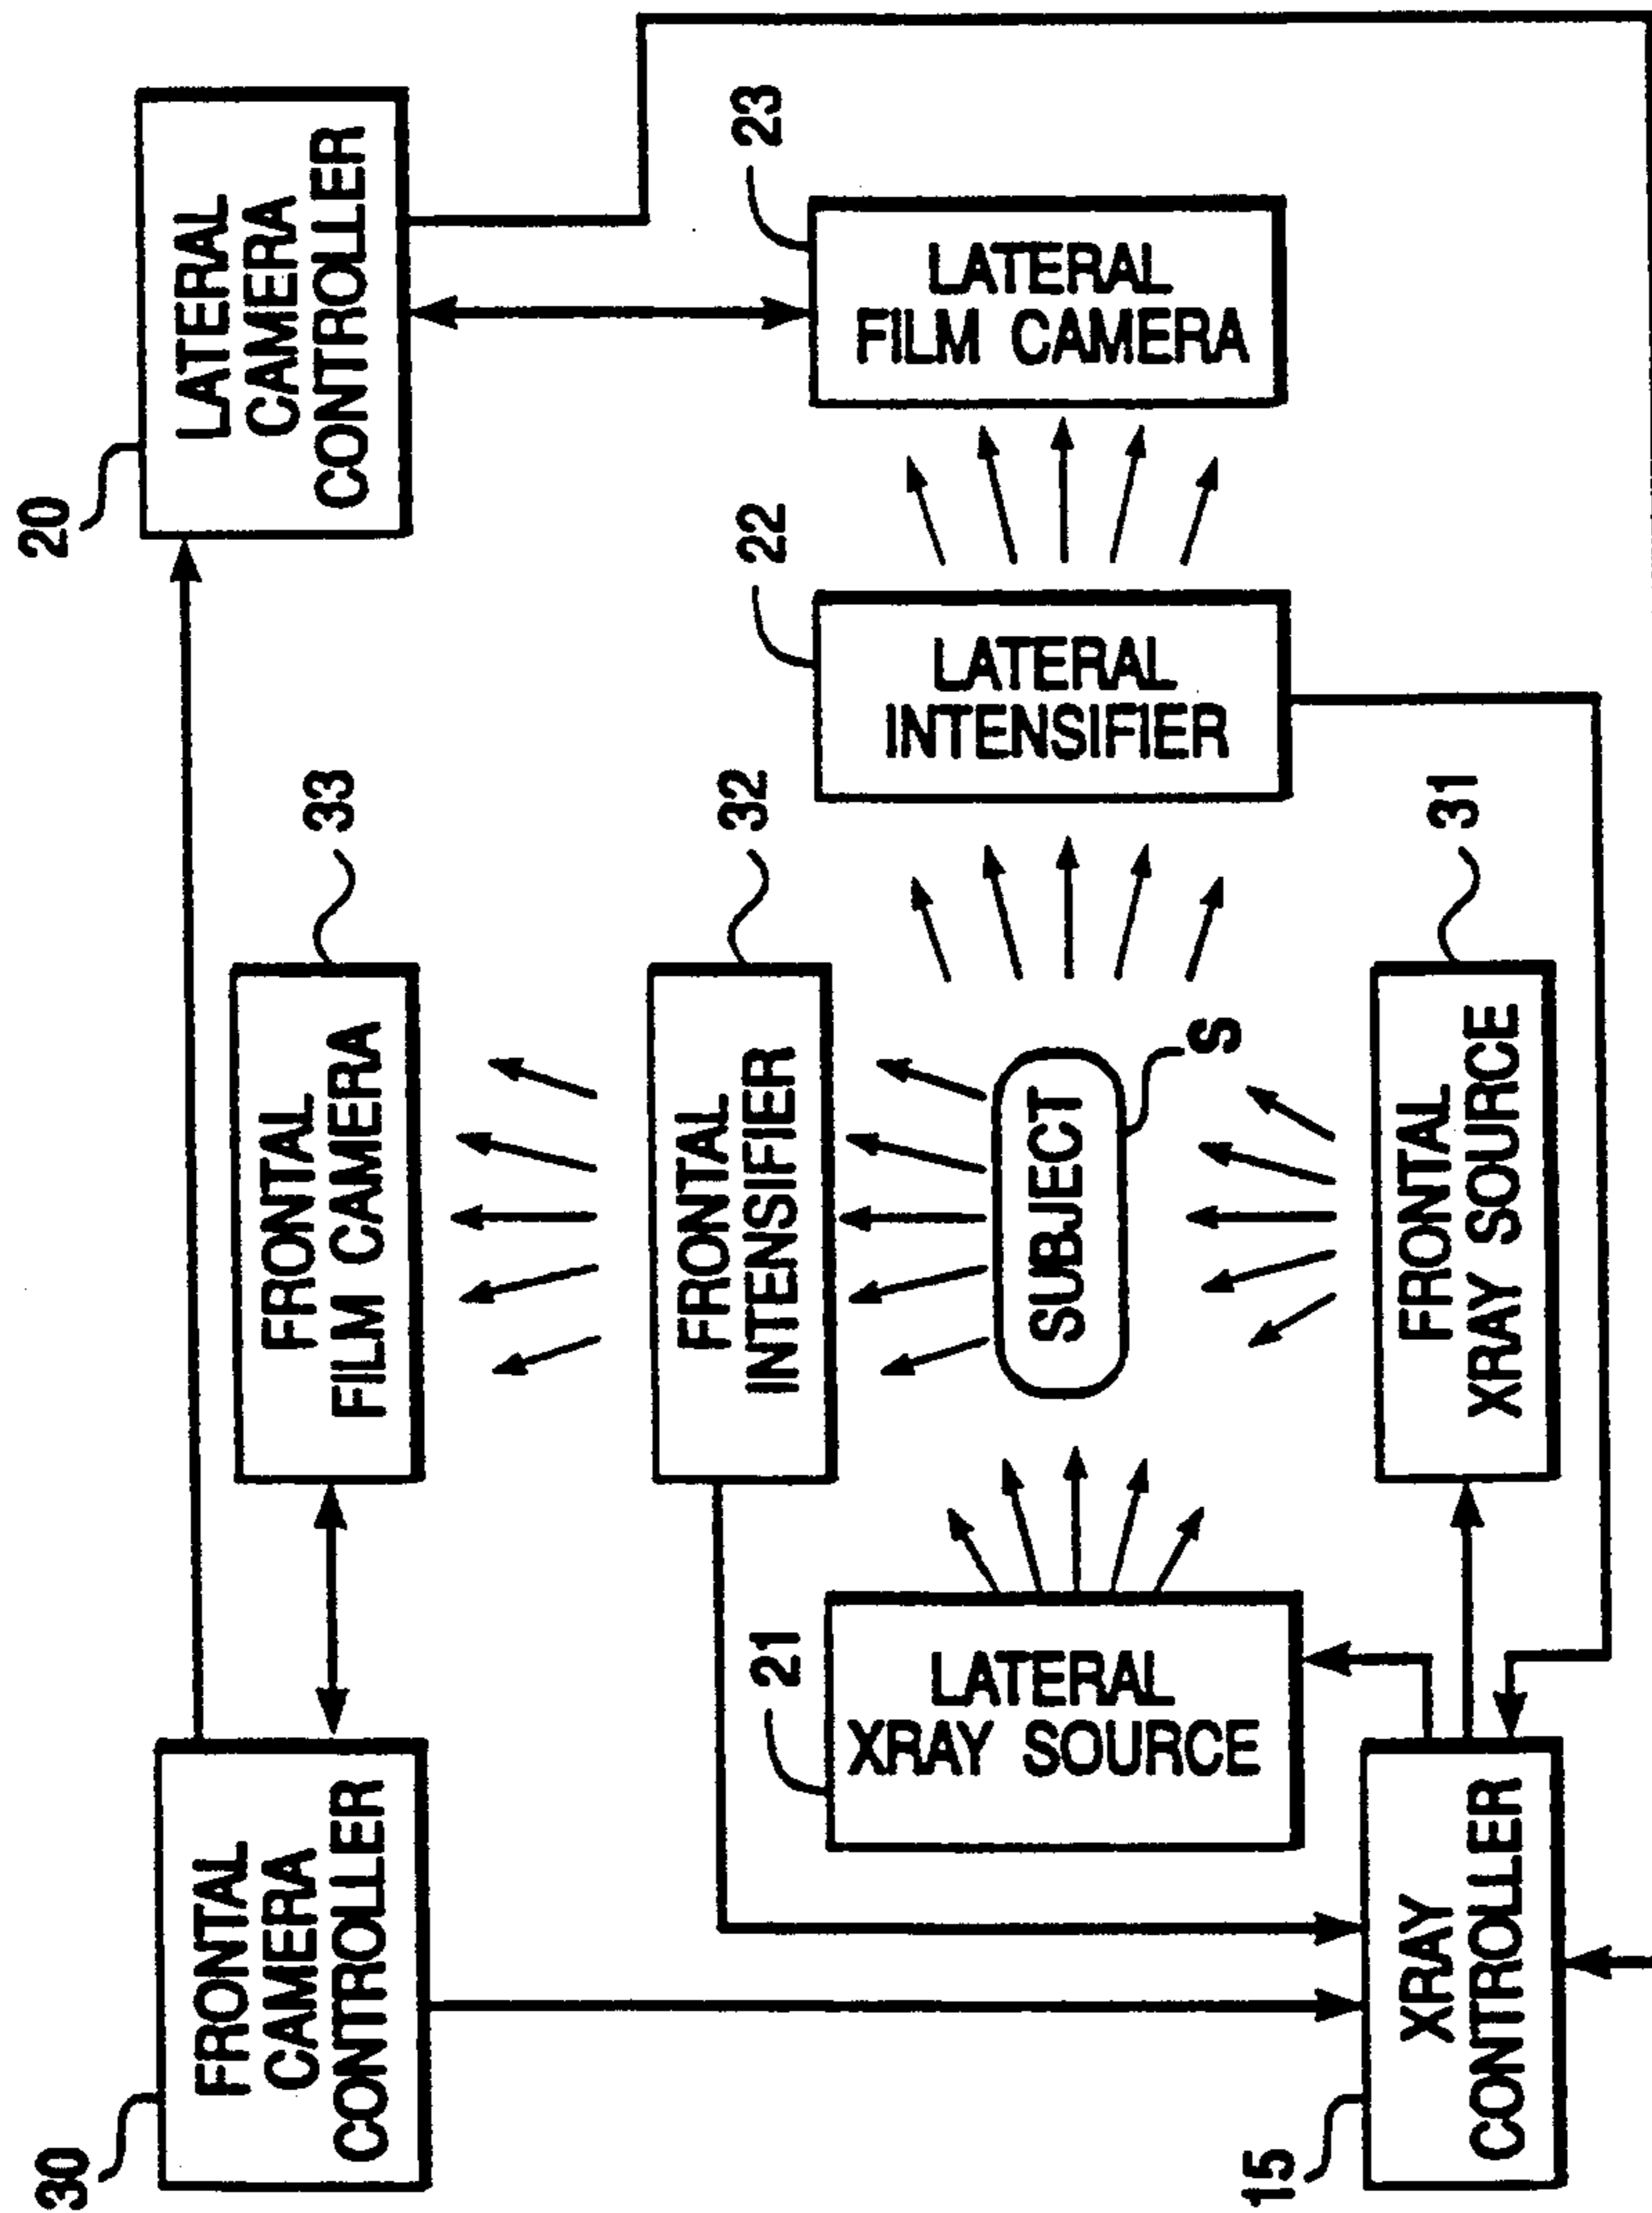 30
FRONTAL
CAMERA
CONTROLLER
33
FRONTAL
FILM CAMERA
20
LATERAL
CAMERA
CONTROLLER
32
FRONTAL
INTENSIFIER
21
LATERAL
XRAY SOURCE
SUBJECT
S
22
LATERAL
INTENSIFIER
23
LATERAL
FILM CAMERA
15
XRAY
CONTROLLER
31
FRONTAL
XRAY SOURCE